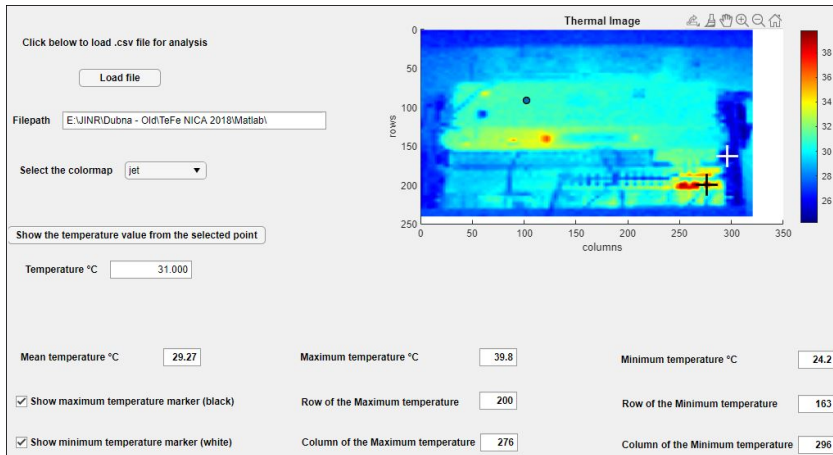 Thermal Image
Click below to load .csv file for analysis
Load file
Filepath E:\JINR\Dubna - Old\TeFe NICA 2018\Matlab\
Select the colormap jet
Show the temperature value from the selected point
Temperature °C 31.000
0
50
100
150
200
250
rows
0 50 100 150 200 250 300 350
columns
38
36
34
32
30
28
26
Mean temperature °C 29.27 Maximum temperature °C 39.8 Minimum temperature °C 24.2
Show maximum temperature marker (black) Row of the Maximum temperature 200 Row of the Minimum temperature 163
Show minimum temperature marker (white) Column of the Maximum temperature 276 Column of the Minimum temperature 296